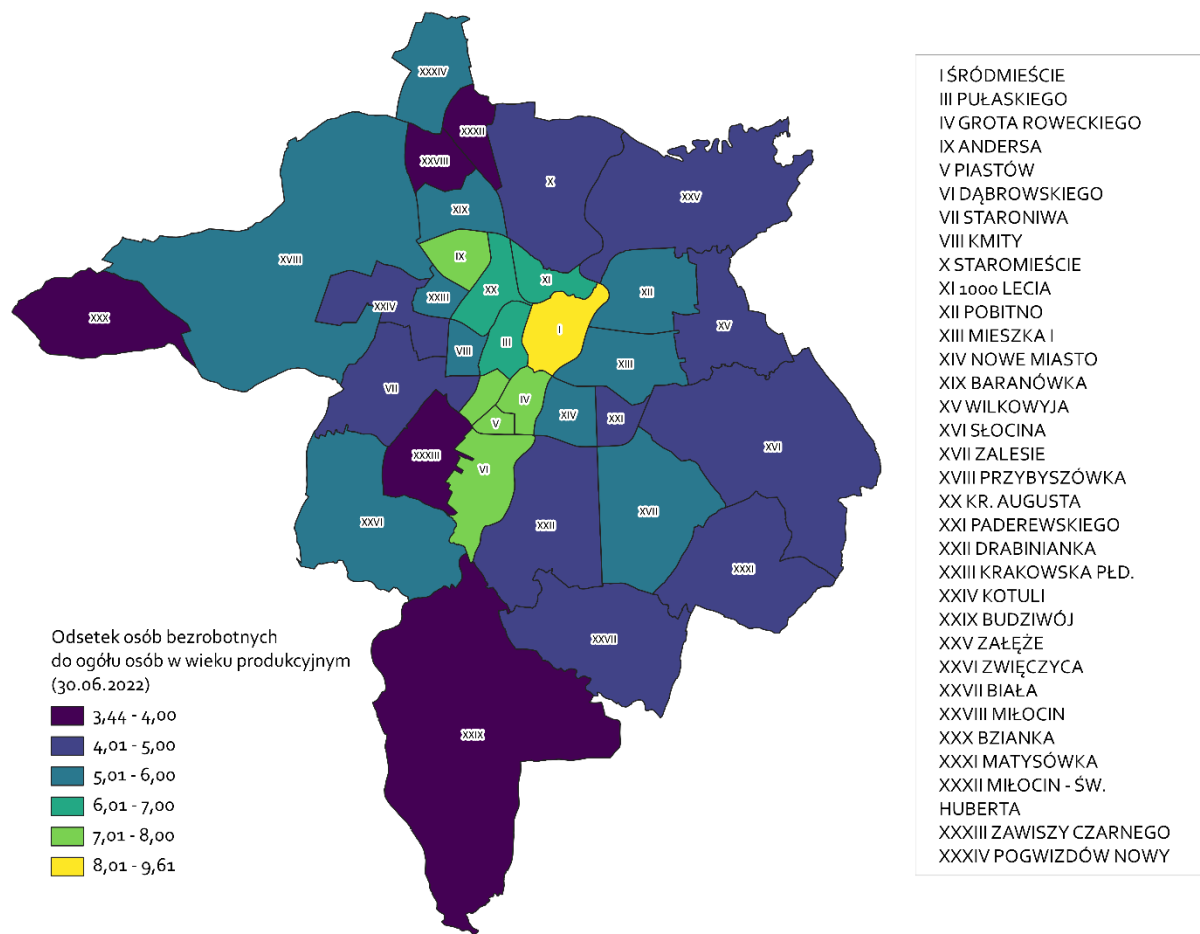 XXXIV
XXXII
XXVIII
X
XXV
XIX
XVIII
IX
XI
XX
XII
XXIII
XXIV
XXX
XV
I
III
VIII
XIII
VII
IV
XIV
XXI
V
XVI
XXXIII
VI
XVII
XXVI
XXII
XXXI
XXVII
XXIX
Odsetek osób bezrobotnych
do ogółu osób w wieku produkcyjnym
(30.06.2022)
3,44 - 4,00
4,01 - 5,00
5,01 - 6,00
6,01 - 7,00
7,01 - 8,00
8,01 - 9,61
I ŚRÓDMIEŚCIE
III PUŁASKIEGO
IV GROTA ROWECKIEGO
IX ANDERSA
V PIASTÓW
VI DĄBROWSKIEGO
VII STARONIWA
VIII KMITY
X STAROMIEŚCIE
XI 1000 LECIA
XII POBITNO
XIII MIESZKA I
XIV NOWE MIASTO
XIX BARANÓWKA
XV WILKOWYJA
XVI SŁOCINA
XVII ZALESIE
XVIII PRZYBYSZÓWKA
XX KR. AUGUSTA
XXI PADEREWSKIEGO
XXII DRABINIANKA
XXIII KRAKOWSKA PŁD.
XXIV KOTULI
XXIX BUDZIWÓJ
XXV ZAŁĘŻE
XXVI ZWIĘCZYCA
XXVII BIAŁA
XXVIII MIŁOCIN
XXX BZIANKA
XXXI MATYSÓWKA
XXXII MIŁOCIN - ŚW.
HUBERTA
XXXIII ZAWISZY CZARNEGO
XXXIV POGWIZDÓW NOWY